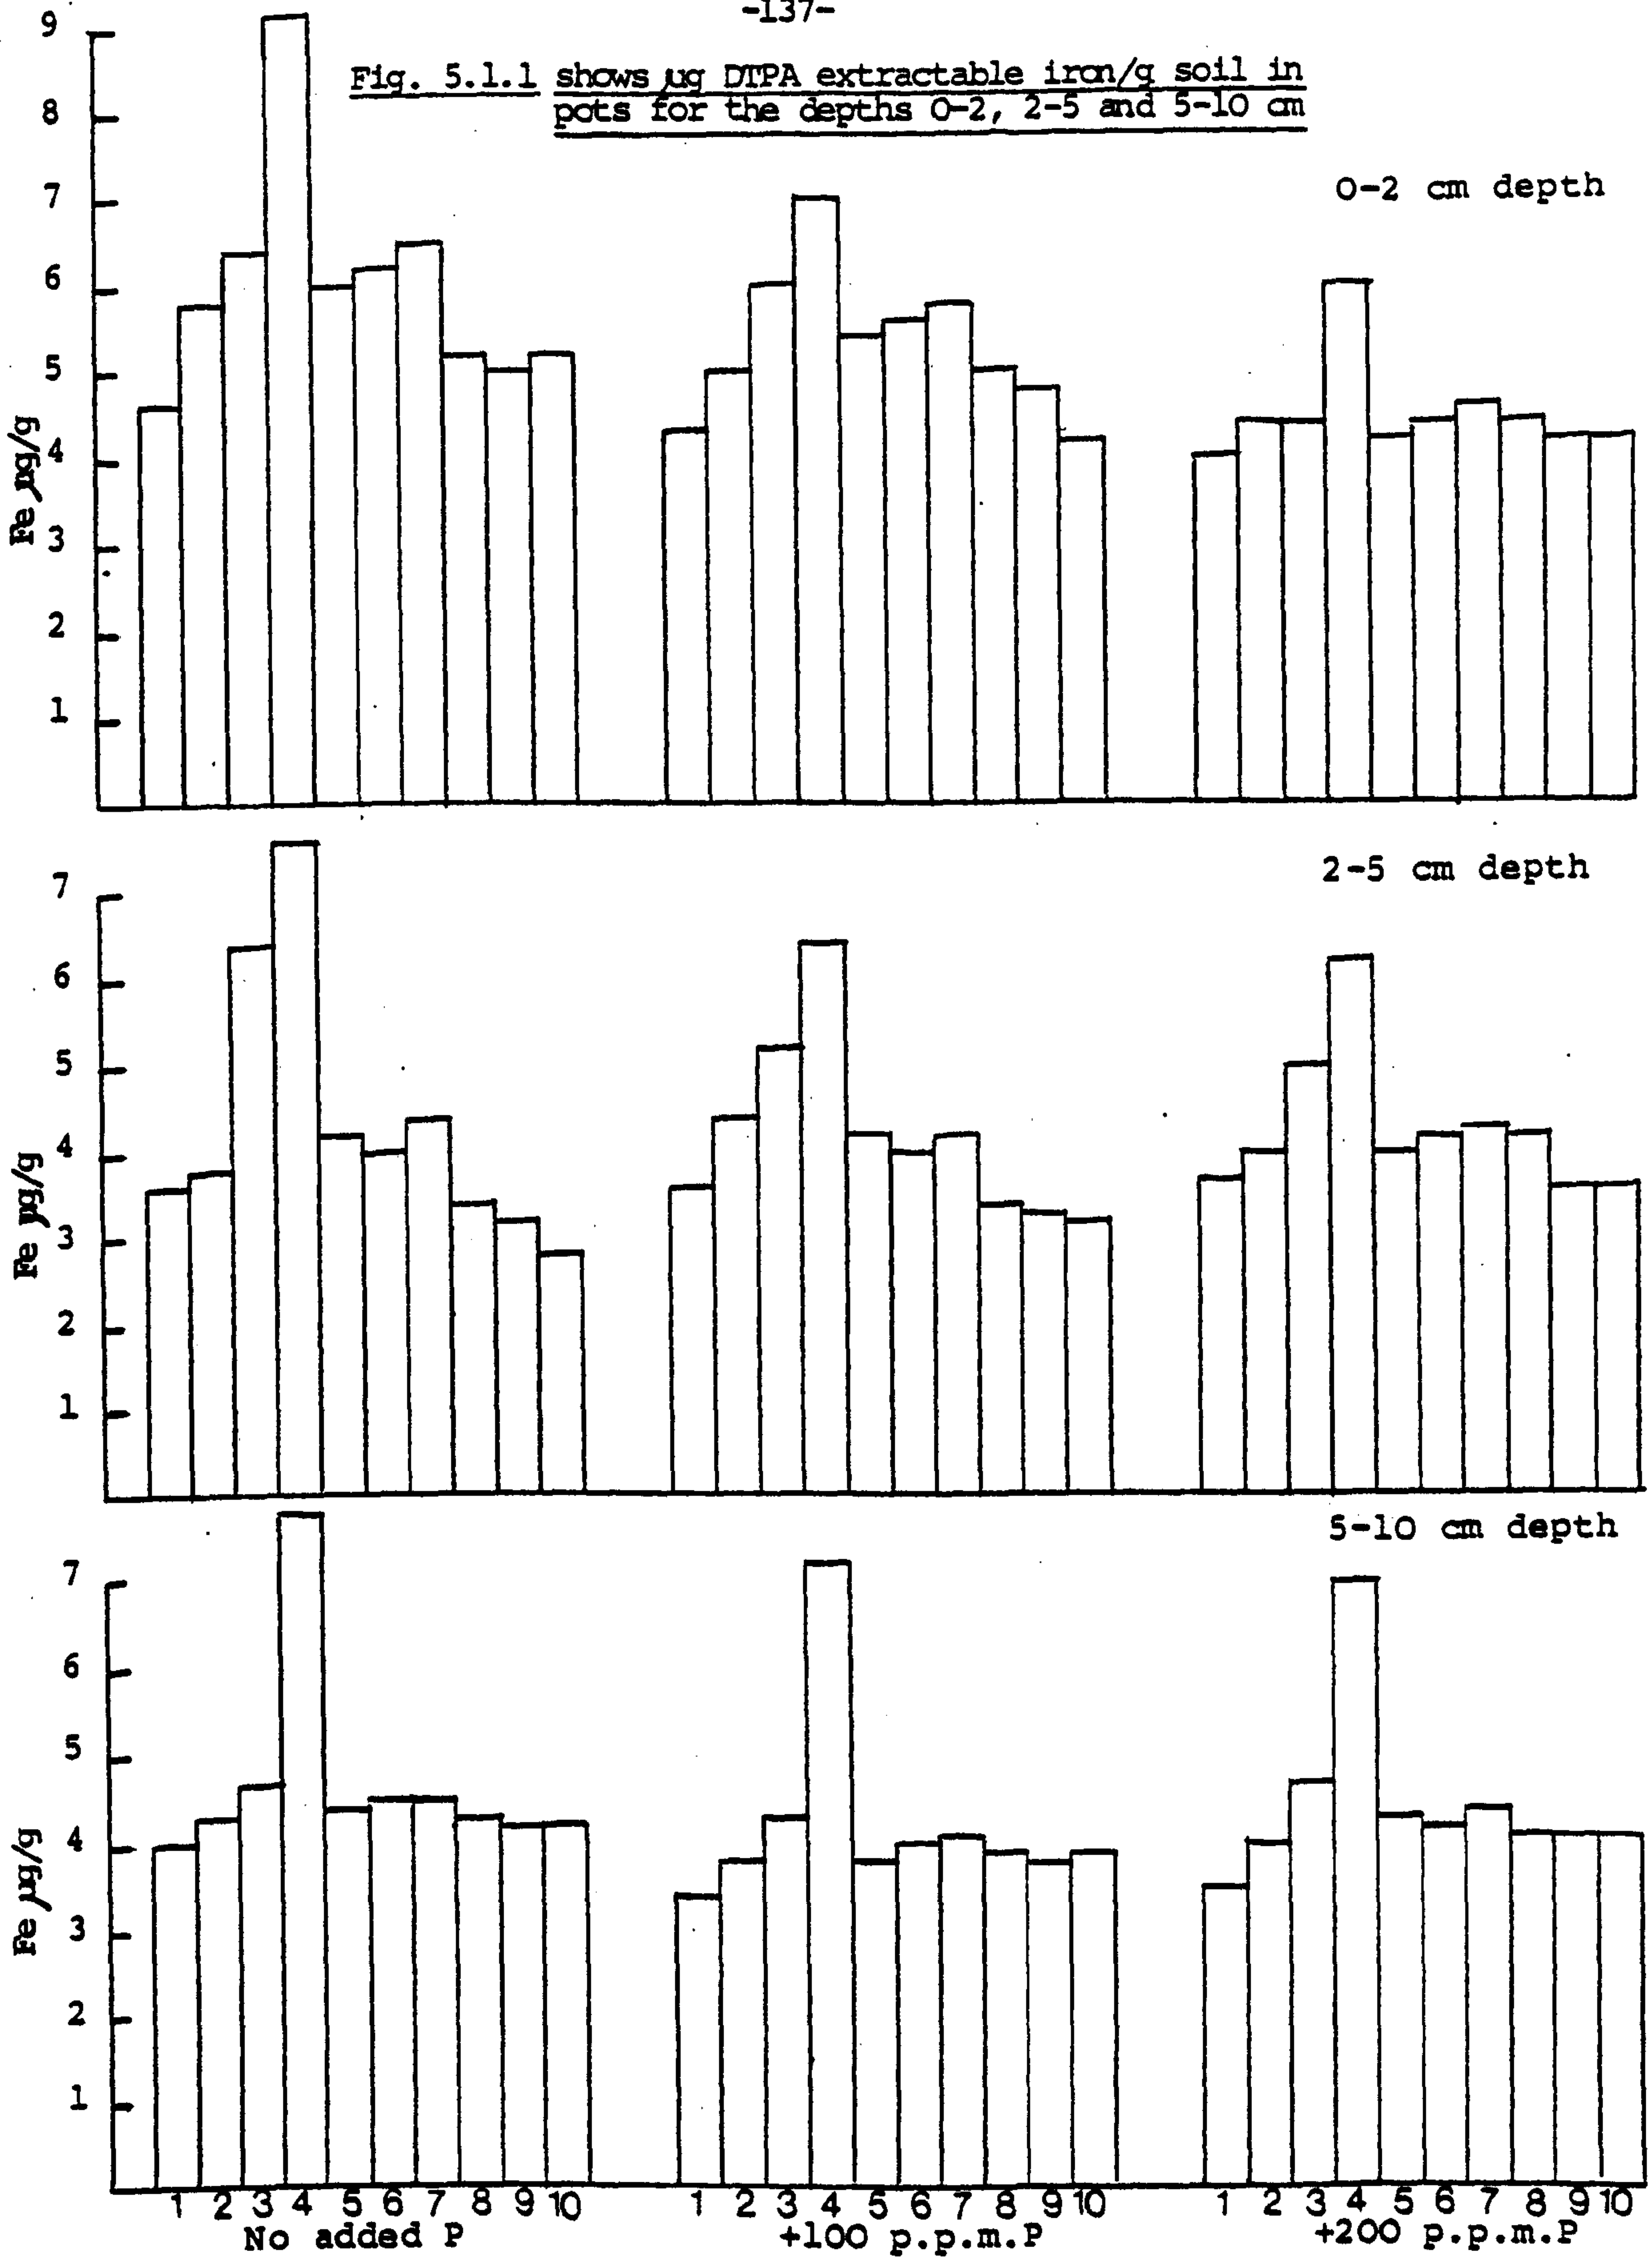 -137-
Fig. 5.1.1 shows µg DTPA extractable iron/g soil in
pots for the depths 0-2, 2-5 and 5-10 cm
0-2 cm depth
9
8
7
6
5
4
3
2
1
Fe µg/g
2-5 cm depth
7
6
5
4
3
2
1
Fe µg/g
5-10 cm depth
7
6
5
4
3
2
1
Fe µg/g
1 2 3 4 5 6 7 8 9 10 1 2 3 4 5 6 7 8 9 10 1 2 3 4 5 6 7 8 9 10
No added P +100 p.p.m.P +200 p.p.m.P